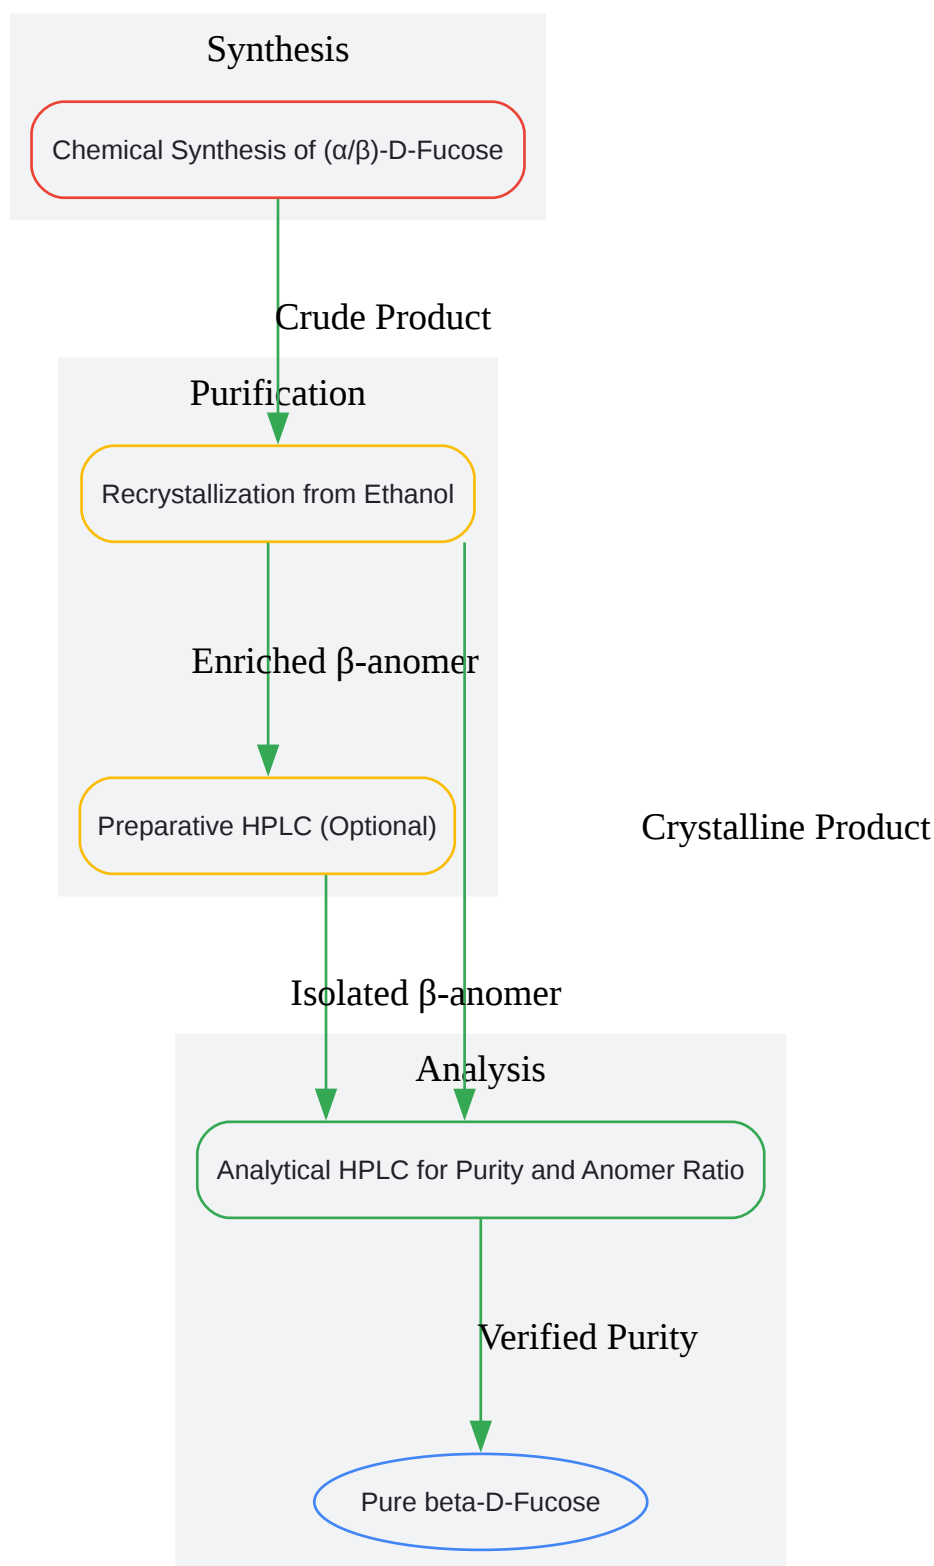 Synthesis
Chemical Synthesis of (α/β)-D-Fucose
Crude Product
Purification
Recrystallization from Ethanol
Enriched β-anomer
Preparative HPLC (Optional)
Crystalline Product
Isolated β-anomer
Analysis
Analytical HPLC for Purity and Anomer Ratio
Verified Purity
Pure beta-D-Fucose